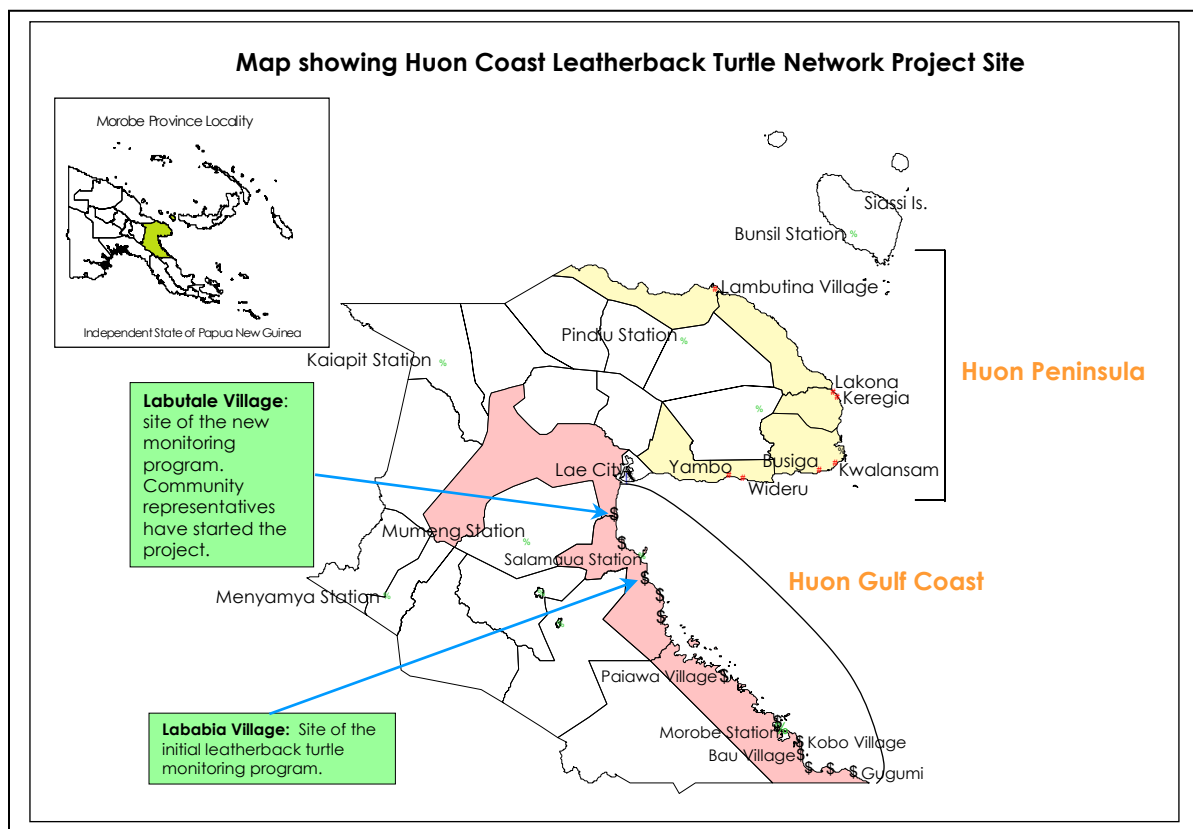 Map showing Huon Coast Leatherback Turtle Network Project Site
Morobe Province Locality
Independent State of Papua New Guinea
Siassi Is.
Bunsil Station
Lambutina Village
Pindiu Station
Kaiapit Station
Huon Peninsula
Lakona
Keregia
Labutale Village:
site of the new
monitoring
program.
Community
representatives
have started the
project.
Lae City
Yambo
Busiga
Kwalansam
Wideru
Mumeng Station
Salamaua Station
Huon Gulf Coast
Menyamya Station
Paiawa Village
Lababia Village: Site of the
initial leatherback turtle
monitoring program.
Morobe Station
Kobo Village
Bau Village
Gugumi